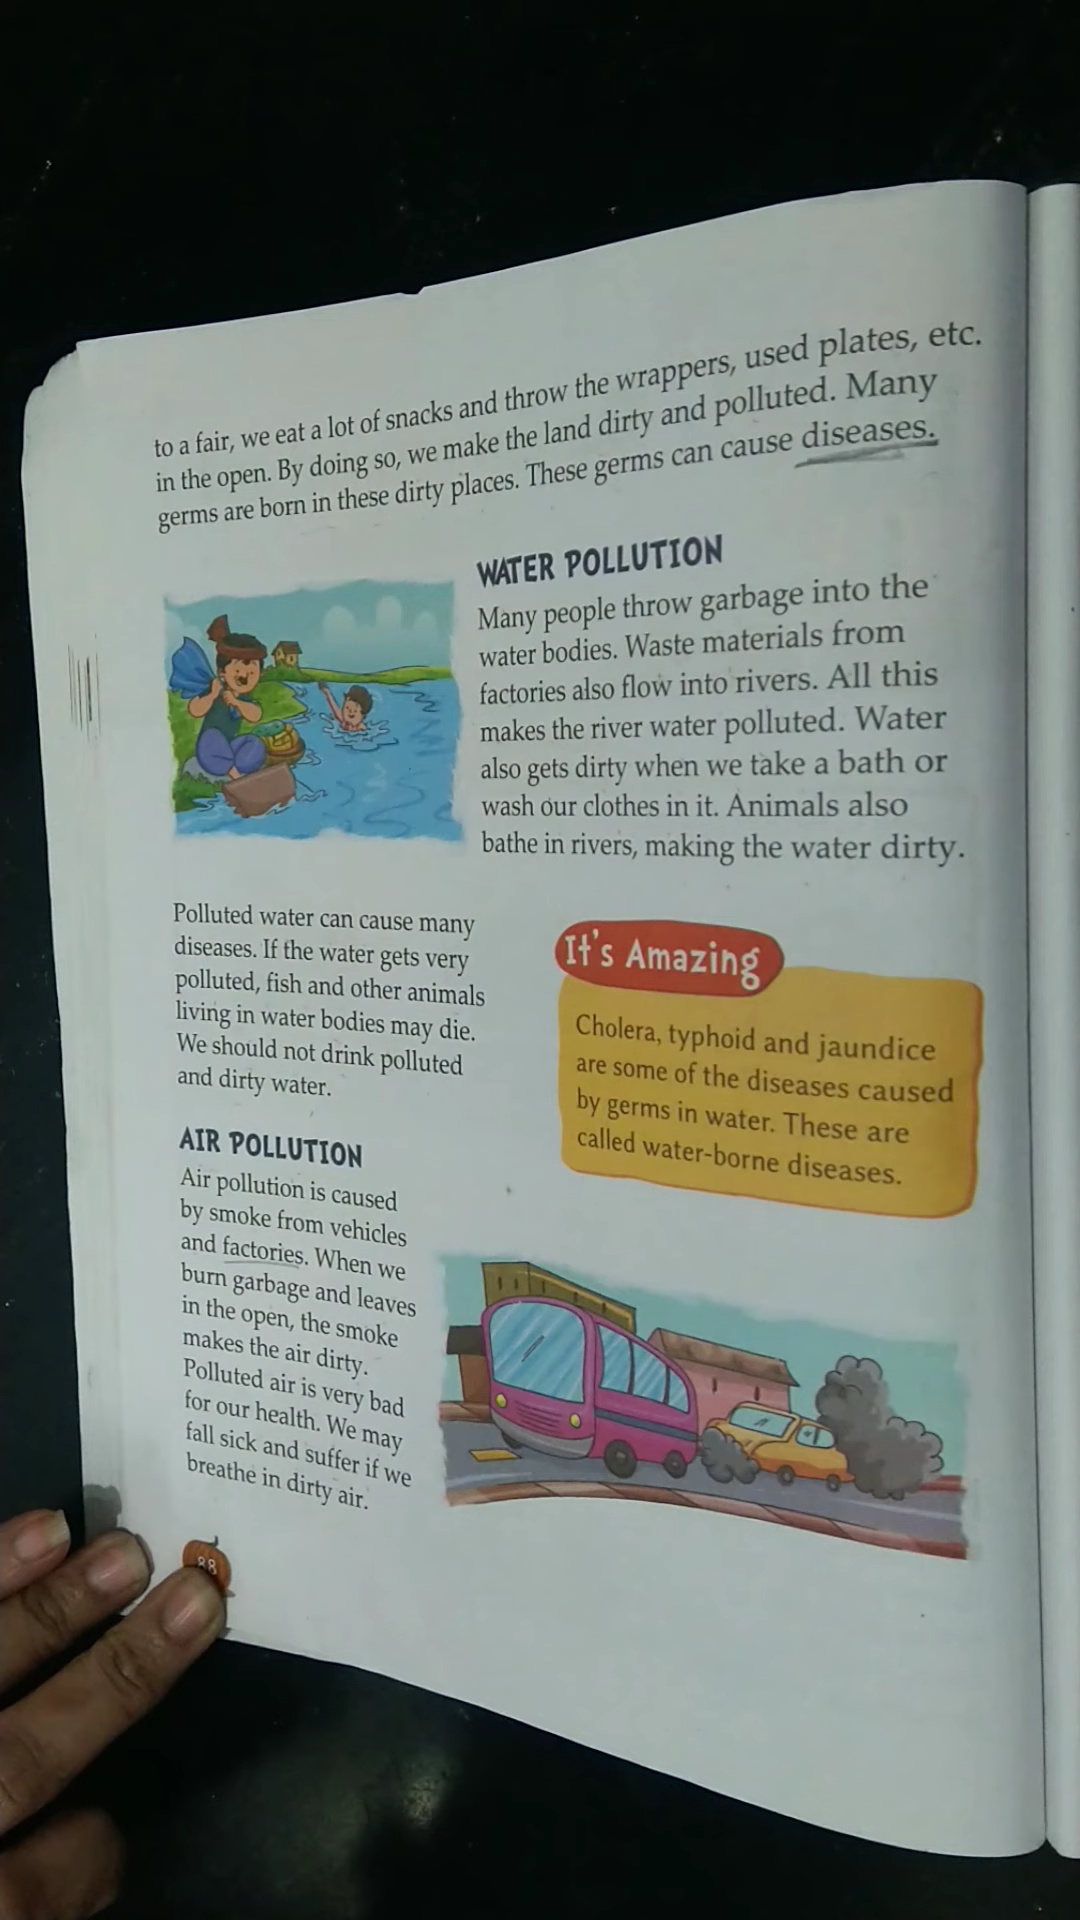 to a fair, we eat a lot of snacks and throw the wrappers, used plates, etc.
in the open. By doing so, we make the land dirty and polluted. Many
germs are born in these dirty places. These germs can cause diseases.
WATER POLLUTION
Many people throw garbage into the
water bodies. Waste materials from
factories also flow into rivers. All this
makes the river water polluted. Water
also gets dirty when we take a bath or
wash our clothes in it. Animals also
bathe in rivers, making the water dirty.
Polluted water can cause many
diseases. If the water gets very
polluted, fish and other animals
living in water bodies may die.
We should not drink polluted
and dirty water.
It's Amazing
Cholera, typhoid and jaundice
are some of the diseases caused
by germs in water. These are
called water-borne diseases.
AIR POLLUTION
Air pollution is caused
by smoke from vehicles
and factories. When we
burn garbage and leaves
in the open, the smoke
makes the air dirty.
Polluted air is very bad
for our health. We may
fall sick and suffer if we
breathe in dirty air.
88